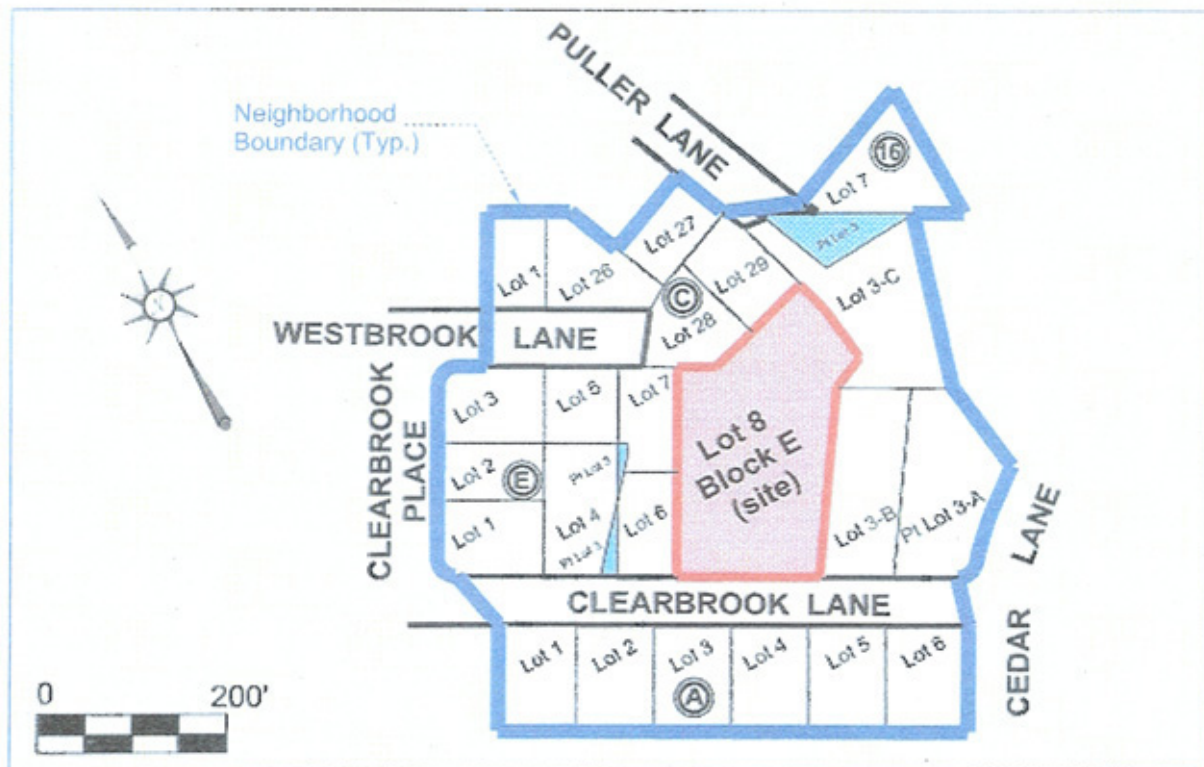 PULLER LANE
Neighborhood
Boundary (Typ.)
16
Lot 7
Pt Lot 3
Lot 27
Lot 1
Lot 26
Lot 29
C
Lot 28
Lot 3-C
WESTBROOK LANE
CLEARBROOK
PLACE
Lot 3
Lot 5
Lot 7
Lot 8
Block E
(site)
Lot 2
E
Pt Lot 3
Lot 1
Lot 4
Pt Lot 3
Lot 6
Lot 3-B
Pt Lot 3-A
CEDAR LANE
CLEARBROOK LANE
Lot 1
Lot 2
Lot 3
Lot 4
Lot 5
Lot 6
A
0 200'